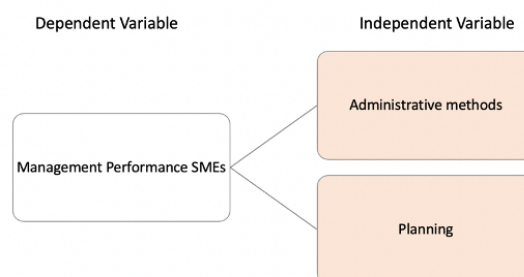 Dependent Variable
Independent Variable
Administrative methods
Management Performance SMEs
Planning